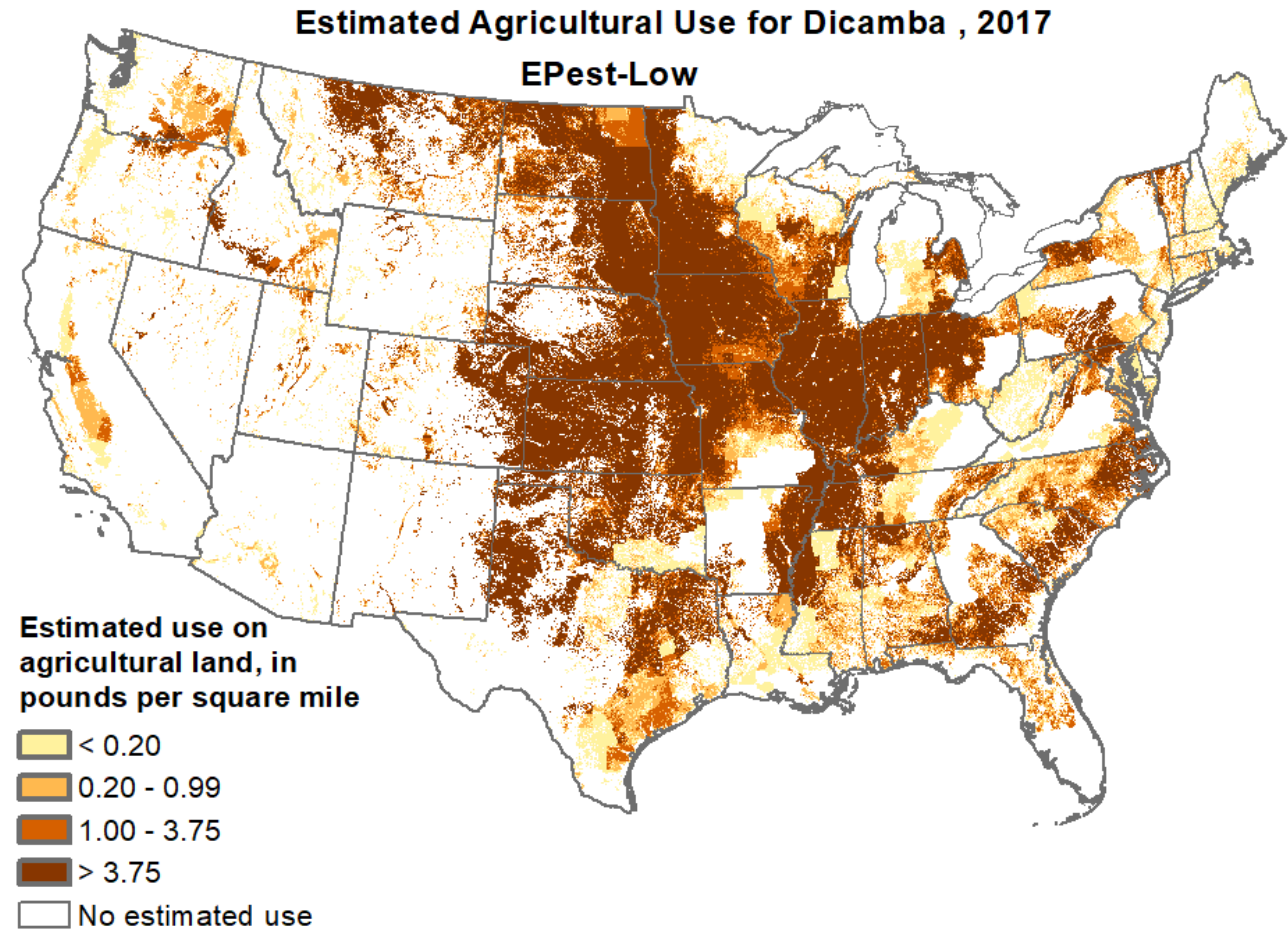 Estimated Agricultural Use for Dicamba , 2017
EPest-Low
Estimated use on
agricultural land, in
pounds per square mile
< 0.20
0.20 - 0.99
1.00 - 3.75
> 3.75
No estimated use